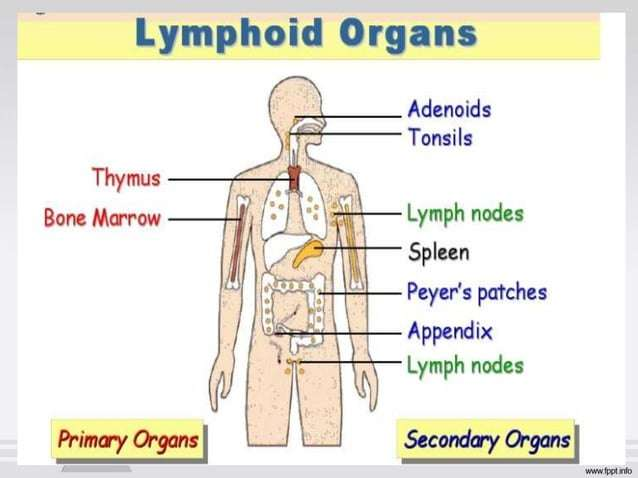 Lymphoid Organs
Adenoids
Tonsils
Thymus
Bone Marrow
Lymph nodes
Spleen
Peyer's patches
Appendix
Lymph nodes
Primary Organs
Secondary Organs
www.fppt.info